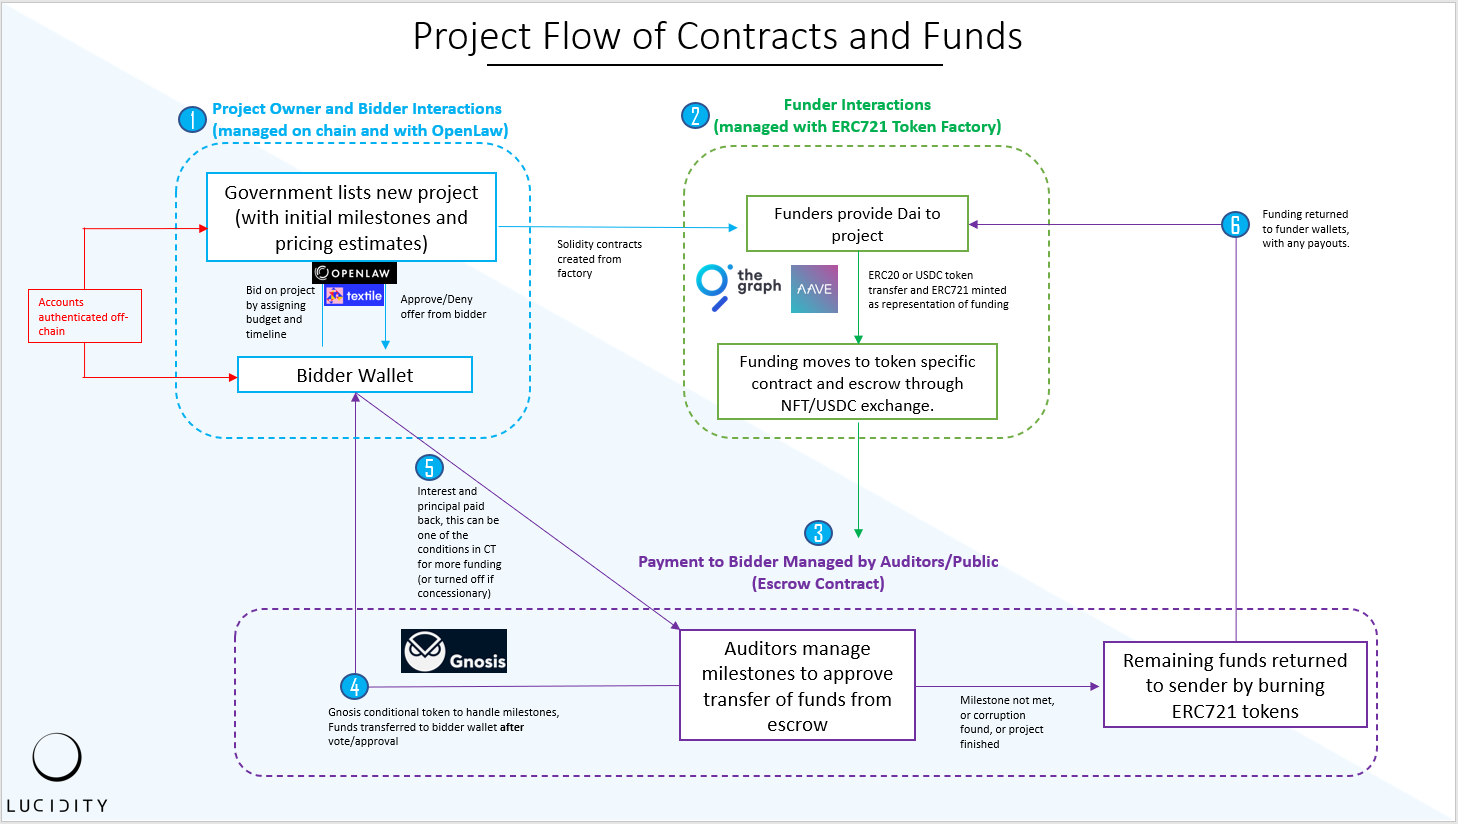 Project Flow of Contracts and Funds
1
Project Owner and Bidder Interactions
(managed on chain and with OpenLaw)
Government lists new project
(with initial milestones and
pricing estimates)
OPENLAW
textile
Bid on project
by assigning
budget and
timeline
Approve/Deny
offer from bidder
Bidder Wallet
Accounts
authenticated off-
chain
Solidity contracts
created from
factory
2
Funder Interactions
(managed with ERC721 Token Factory)
Funders provide Dai to
project
the
graph
AAVE
ERC20 or USDC token
transfer and ERC721 minted
as representation of funding
Funding moves to token specific
contract and escrow through
NFT/USDC exchange.
6
Funding returned
to funder wallets,
with any payouts.
5
Interest and
principal paid
back, this can be
one of the
conditions in CT
for more funding
(or turned off if
concessionary)
3
Payment to Bidder Managed by Auditors/Public
(Escrow Contract)
Gnosis
4
Gnosis conditional token to handle milestones,
Funds transferred to bidder wallet after
vote/approval
Auditors manage
milestones to approve
transfer of funds from
escrow
Milestone not met,
or corruption
found, or project
finished
Remaining funds returned
to sender by burning
ERC721 tokens
LUCIDITY